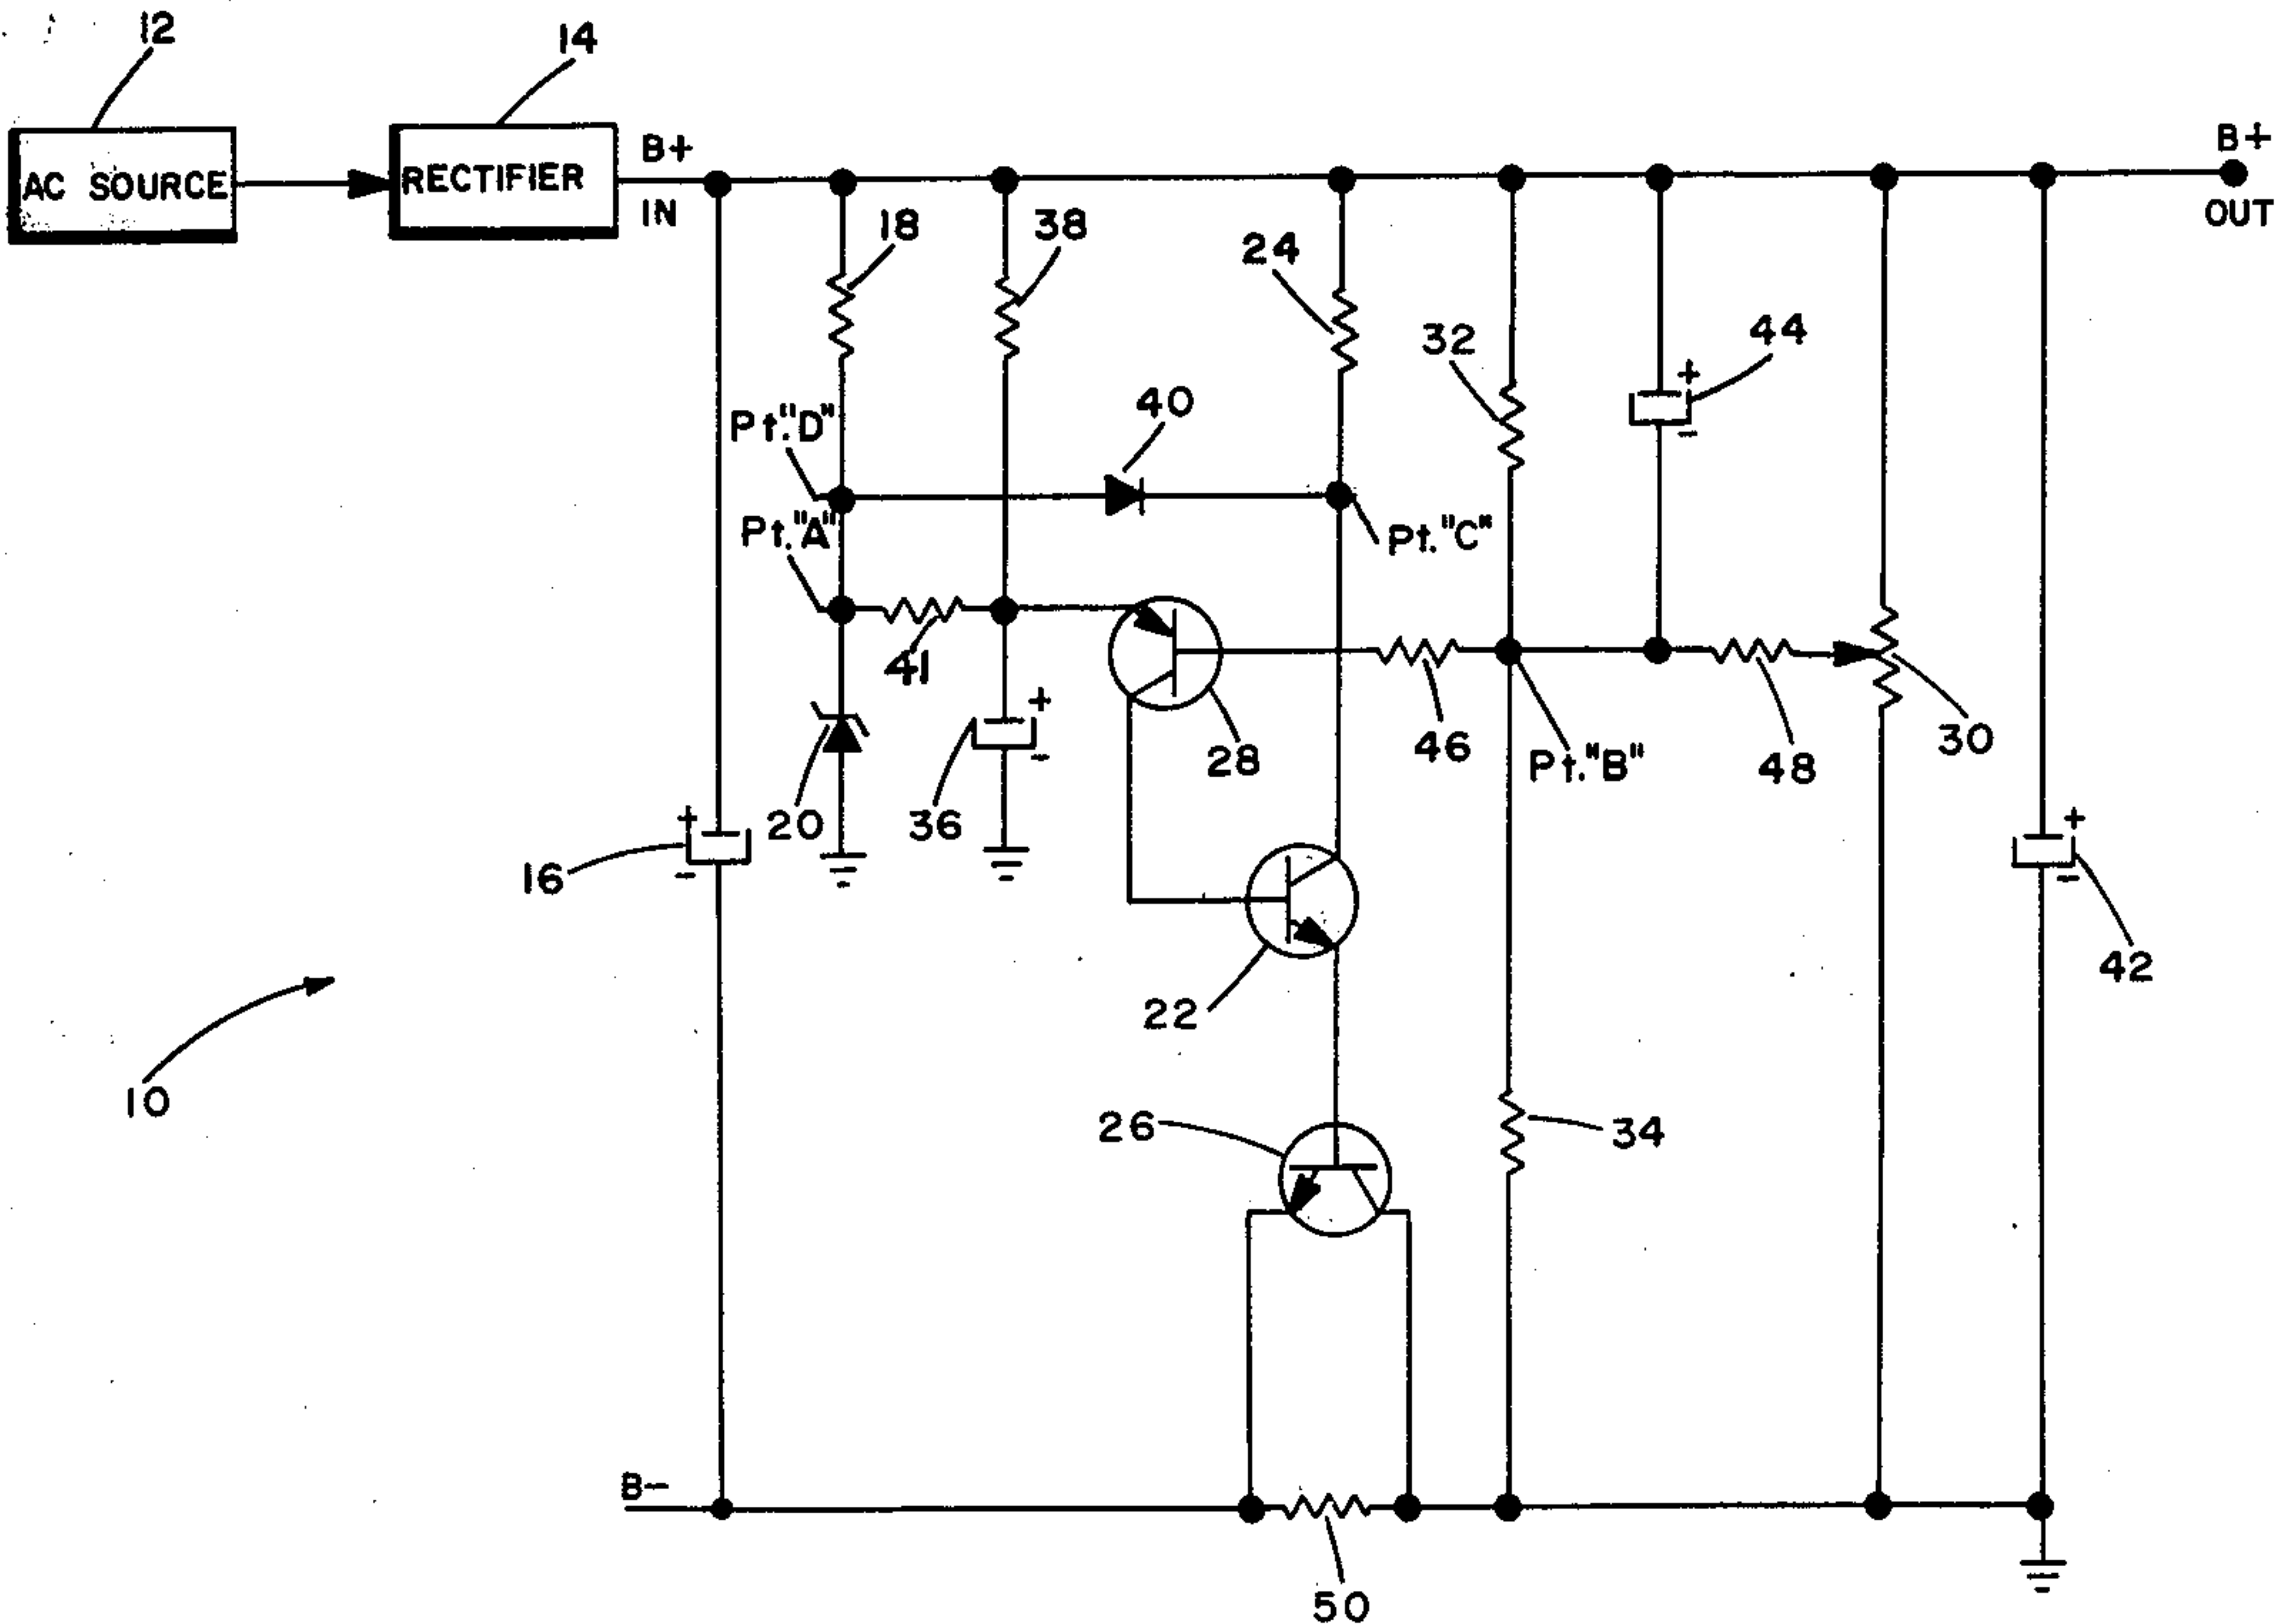 12
14
AC SOURCE
RECTIFIER
B+
IN
B+
OUT
18
38
24
32
44
40
Pt."D"
Pt."A"
Pt."C"
41
28
46
Pt."B"
48
30
20
36
+
-
+
-
16
+
-
+
-
42
22
10
26
34
B-
50